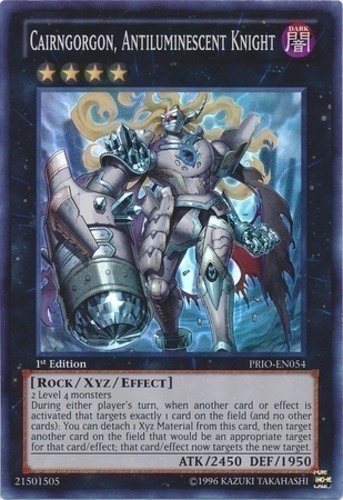 CAIRNGORGON, ANTILUMINESCENT KNIGHT
DARK
闇
1st Edition
PRIO-EN054
[ROCK/XYZ/EFFECT]
2 Level 4 monsters
During either player's turn, when another card or effect is
activated that targets exactly 1 card on the field (and no other
cards): You can detach 1 Xyz Material from this card, then target
another card on the field that would be an appropriate target
for that card/effect; that card/effect now targets the new target.
ATK/2450 DEF/1950
21501505
©1996 KAZUKI TAKAHASHI